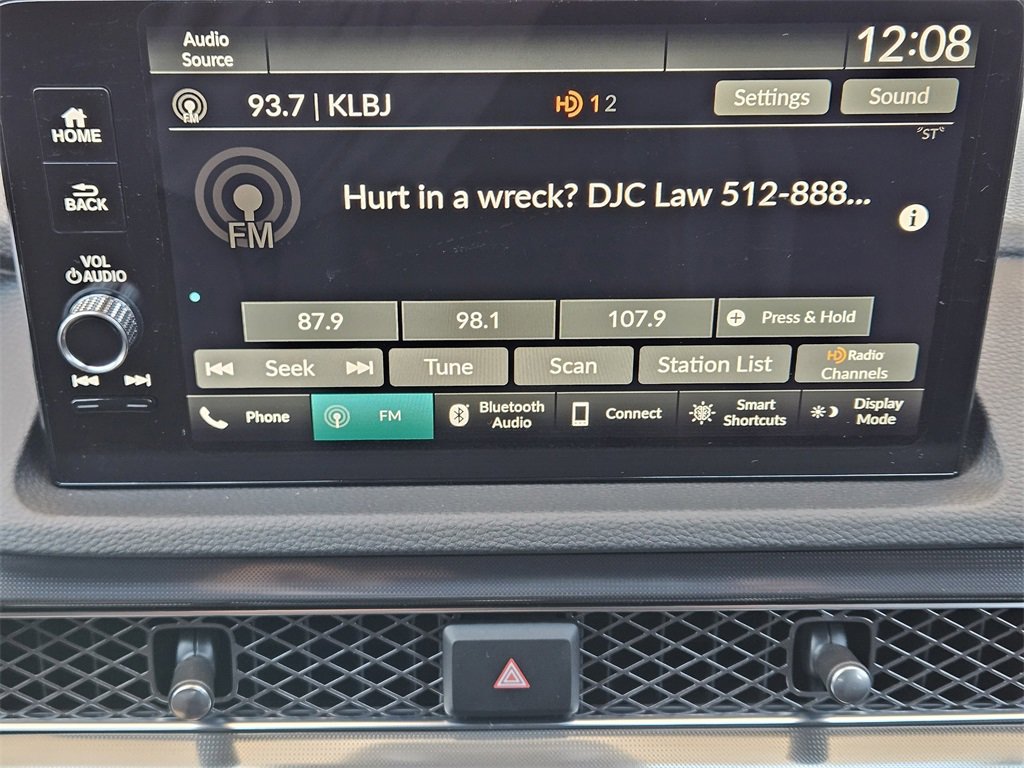 Audio
Source
12:08
HOME
BACK
VOL
AUDIO
FM
93.7 | KLBJ
HD 1 2
Settings
Sound
"ST"
FM
Hurt in a wreck? DJC Law 512-888...
i
87.9
98.1
107.9
+ Press & Hold
Seek
Tune
Scan
Station List
HD Radio
Channels
Phone
FM
Bluetooth
Audio
Connect
Smart
Shortcuts
Display
Mode